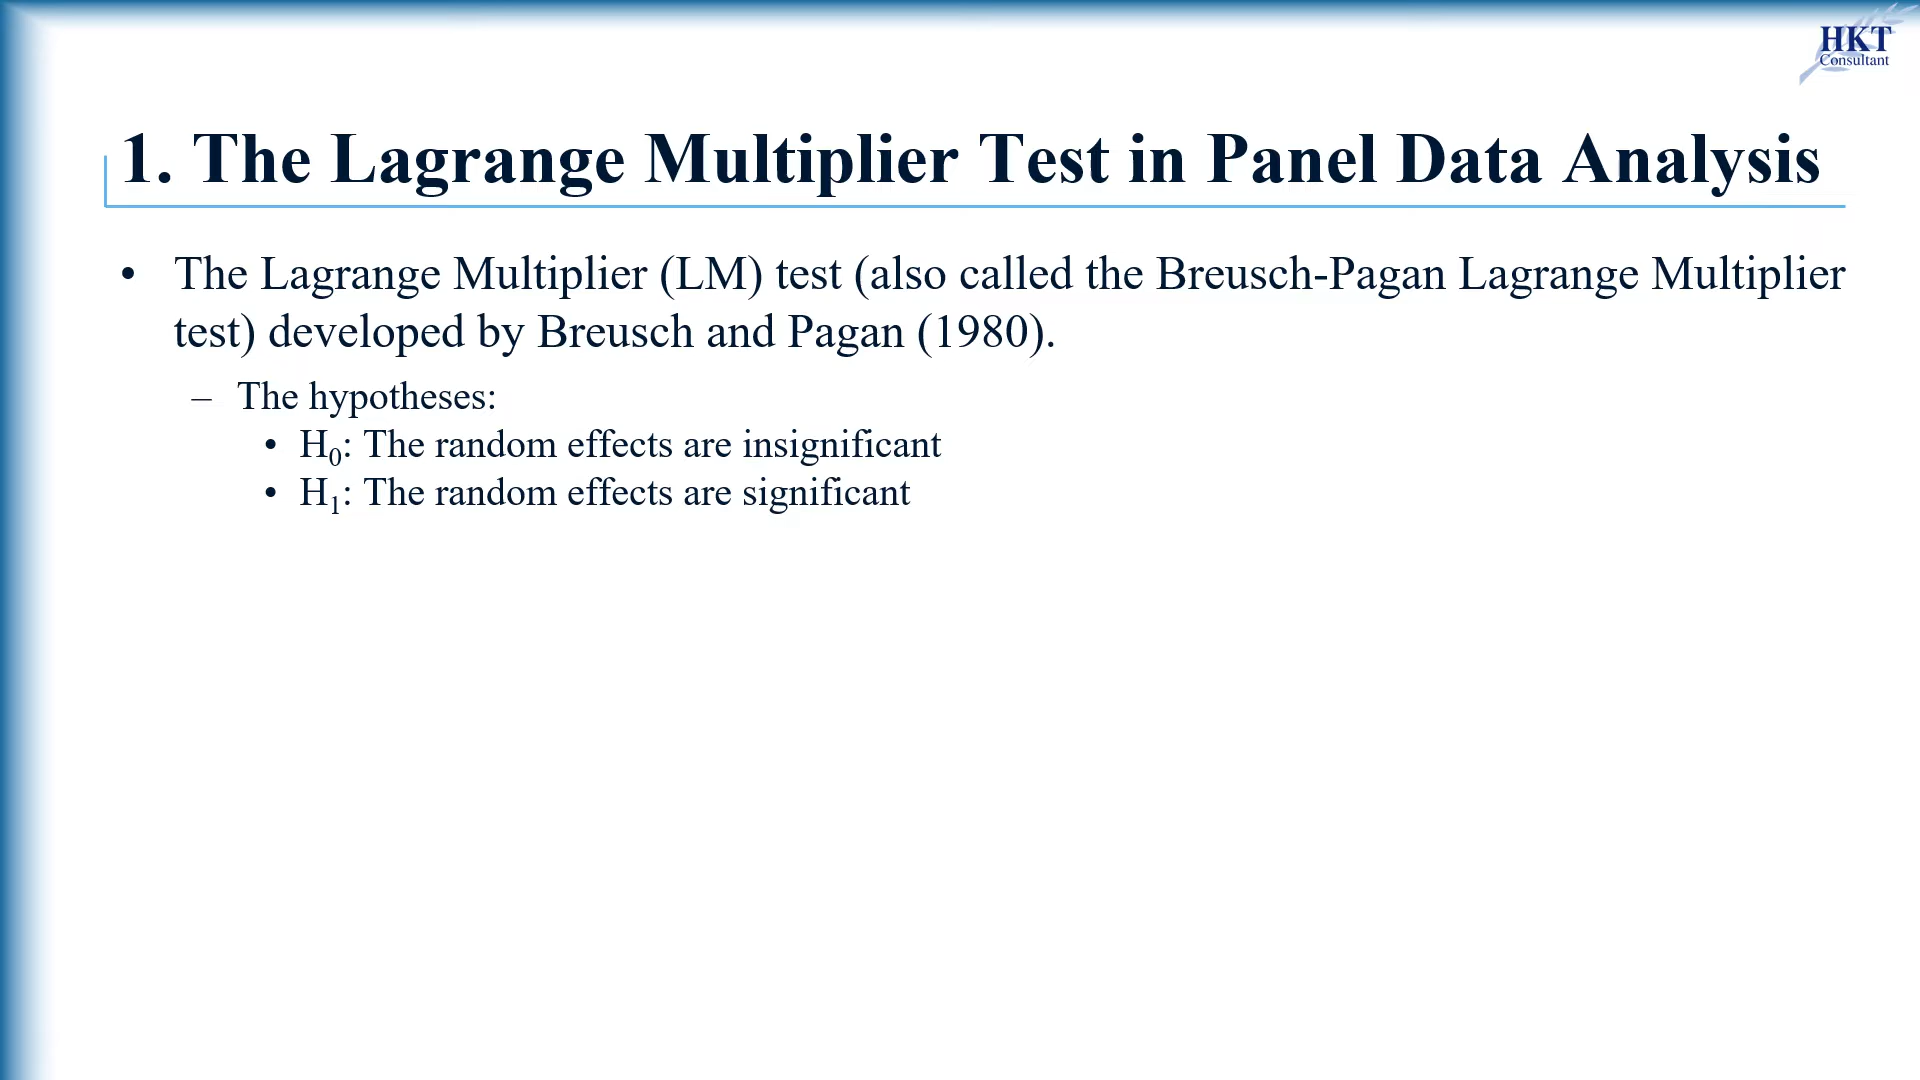 HKT
Consultant
1. The Lagrange Multiplier Test in Panel Data Analysis
• The Lagrange Multiplier (LM) test (also called the Breusch-Pagan Lagrange Multiplier
test) developed by Breusch and Pagan (1980).
– The hypotheses:
• H₀: The random effects are insignificant
• H₁: The random effects are significant